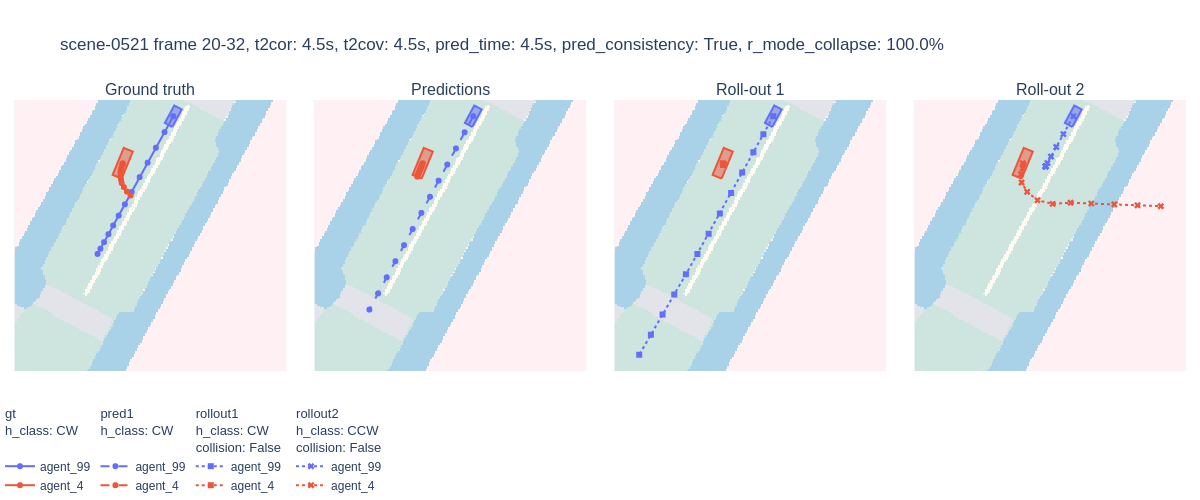 scene-0521 frame 20-32, t2cor: 4.5s, t2cov: 4.5s, pred_time: 4.5s, pred_consistency: True, r_mode_collapse: 100.0%
Ground truth
Predictions
Roll-out 1
Roll-out 2
gt
h_class: CW
agent_99
agent_4
pred1
h_class: CW
agent_99
agent_4
rollout1
h_class: CW
collision: False
agent_99
agent_4
rollout2
h_class: CCW
collision: False
agent_99
agent_4